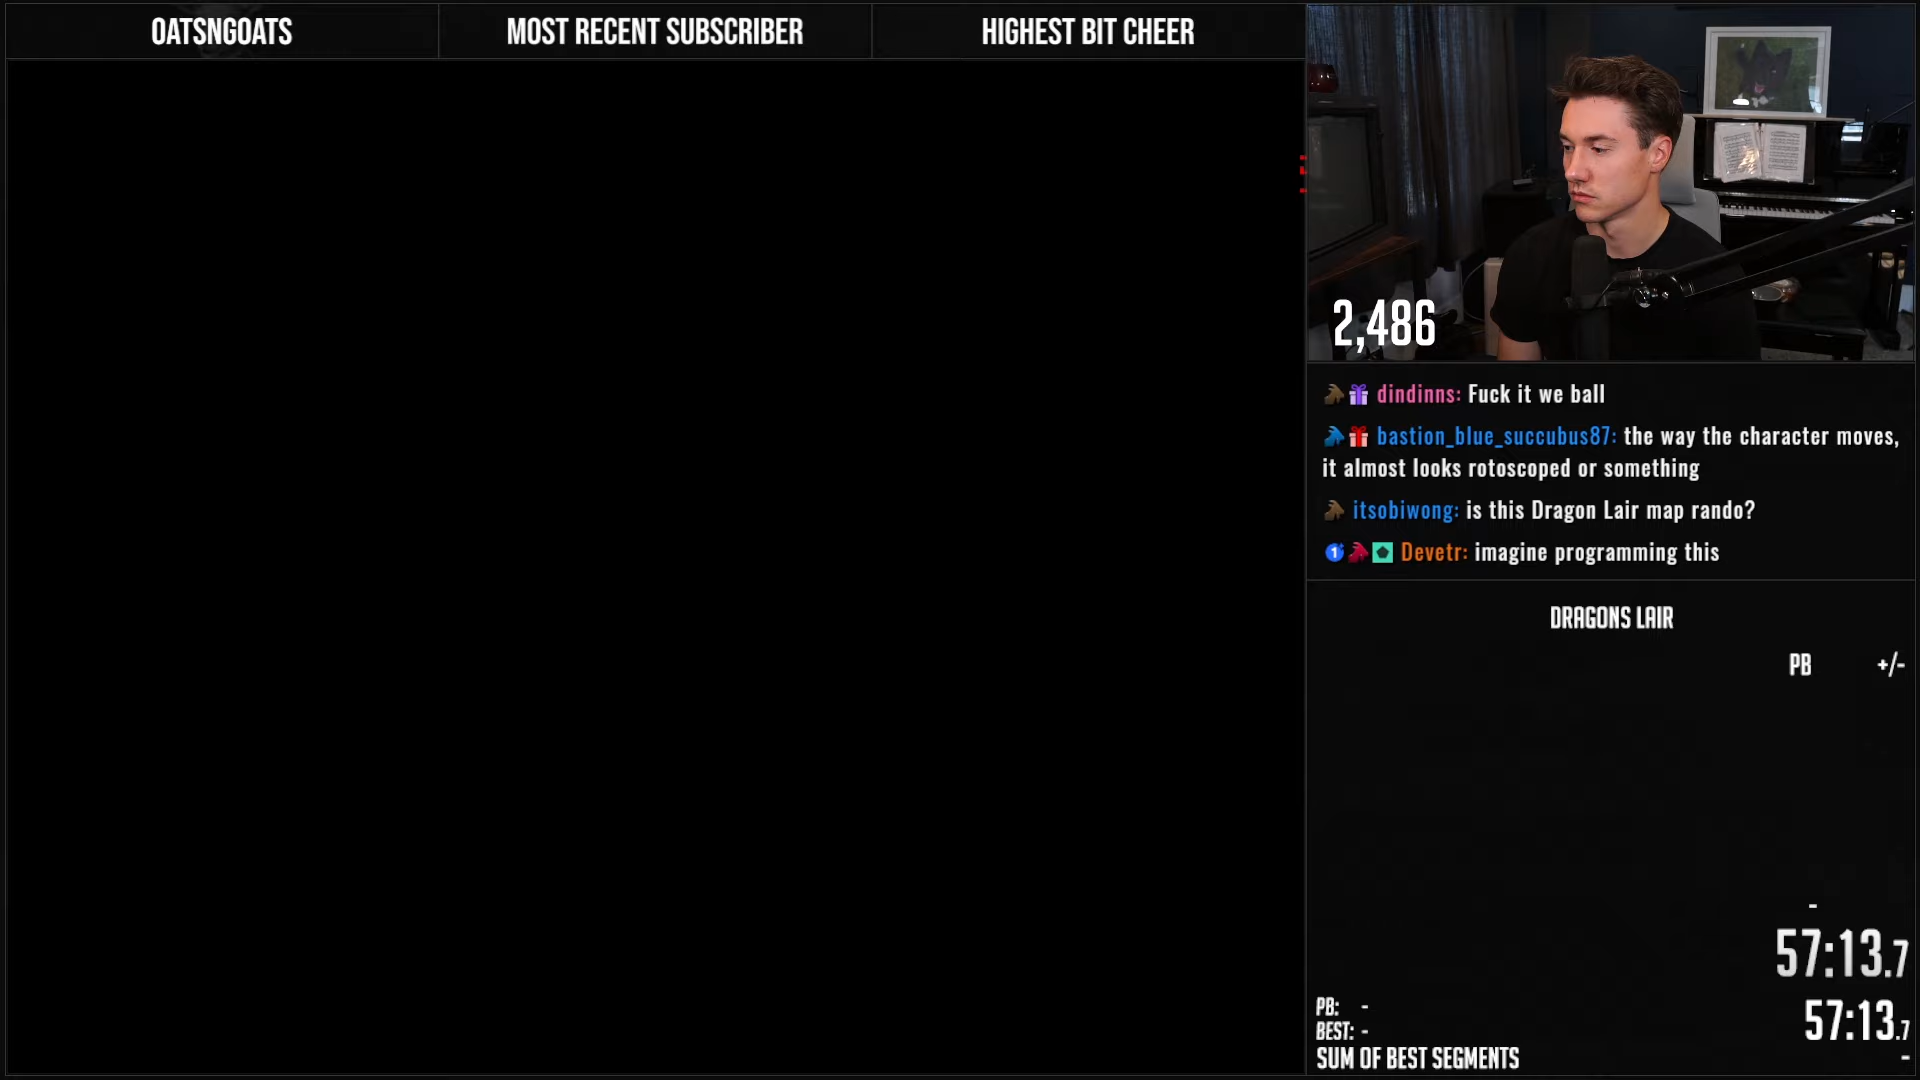 OATSNGOATS
MOST RECENT SUBSCRIBER
HIGHEST BIT CHEER
2,486
dindinns: Fuck it we ball
bastion_blue_succubus87: the way the character moves,
it almost looks rotoscoped or something
itsobiwong: is this Dragon Lair map rando?
1 Devetr: imagine programming this
DRAGONS LAIR
PB +/-
-
57:13.7
PB: -
57:13.7
BEST: -
SUM OF BEST SEGMENTS -